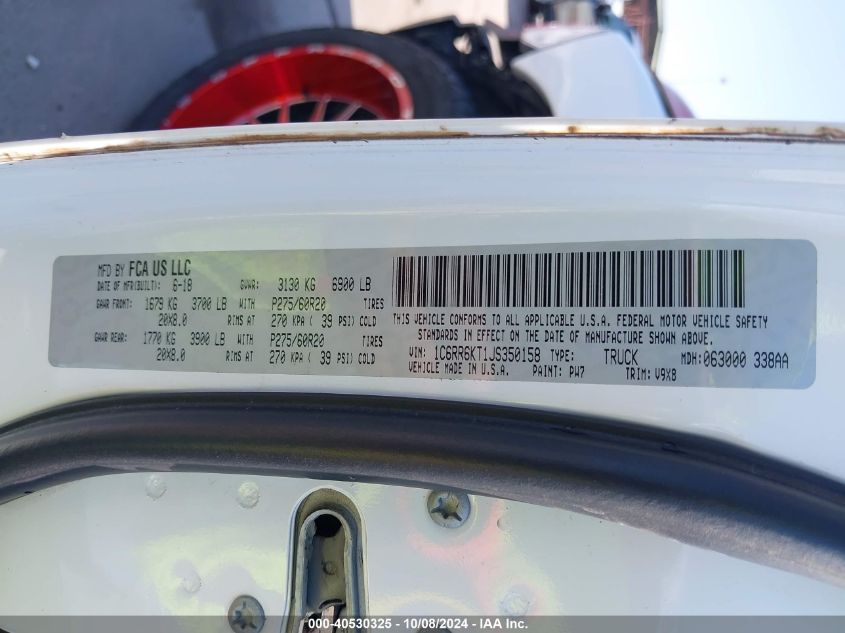 MFD BY FCA US LLC
DATE OF MFR(BUILT): 6-18 GVWR: 3130 KG 6900 LB
GAWR FRONT: 1679 KG 3700 LB WITH P275/60R20 TIRES
20X8.0 RIMS AT 270 KPA ( 39 PSI) COLD
GAWR REAR: 1770 KG 3900 LB WITH P275/60R20 TIRES
20X8.0 RIMS AT 270 KPA ( 39 PSI) COLD
THIS VEHICLE CONFORMS TO ALL APPLICABLE U.S.A. FEDERAL MOTOR VEHICLE SAFETY
STANDARDS IN EFFECT ON THE DATE OF MANUFACTURE SHOWN ABOVE.
VIN: 1C6RR6KT1JS350158 TYPE: TRUCK MDH: 063000 338AA
VEHICLE MADE IN U.S.A. PAINT: PW7 TRIM: V9X8
000-40530325 - 10/08/2024 - IAA Inc.